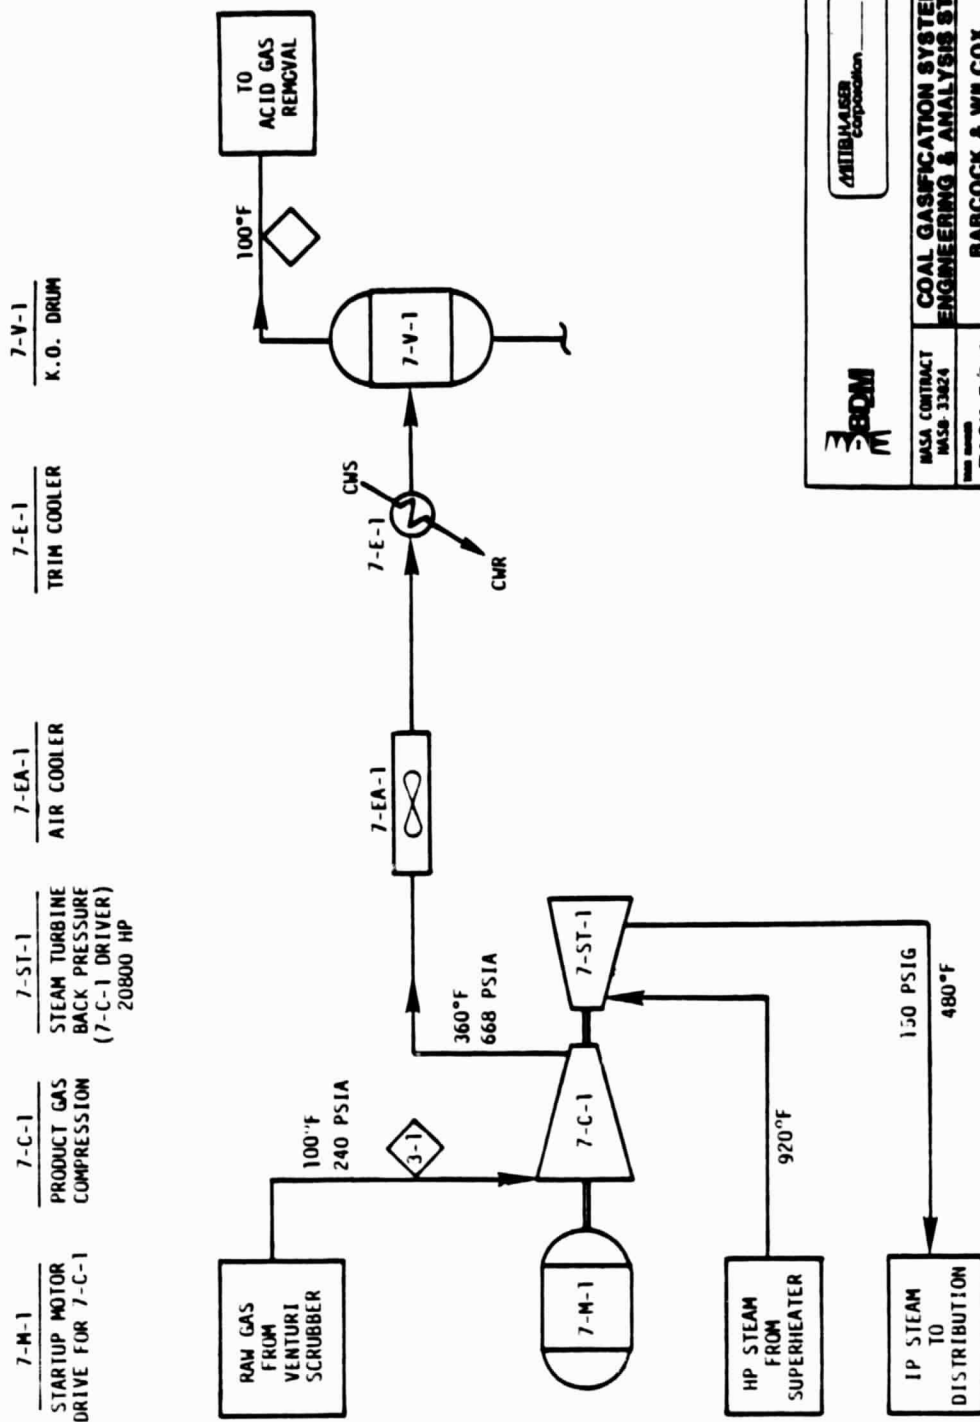 7-M-1
STARTUP MOTOR
DRIVE FOR 7-C-1
7-C-1
PRODUCT GAS
COMPRESSION
7-ST-1
STEAM TURBINE
BACK PRESSURE
(7-C-1 DRIVER)
20800 HP
7-EA-1
AIR COOLER
7-E-1
TRIM COOLER
7-V-1
K.O. DRUM
RAW GAS
FROM
VENTURI
SCRUBBER
100°F
240 PSIA
3-1
7-M-1
7-C-1
7-ST-1
360°F
668 PSIA
7-EA-1
7-E-1
CWS
CWR
7-V-1
100°F
TO
ACID GAS
REMOVAL
HP STEAM
FROM
SUPERHEATER
920°F
IP STEAM
TO
DISTRIBUTION
PSIG
480°F
BDM
MITTELHAUSER
corporation
NASA CONTRACT
NAS8-33824
COAL GASIFICATION
ENGINEERING & ANALYSIS
BABCOCK & WILCOX